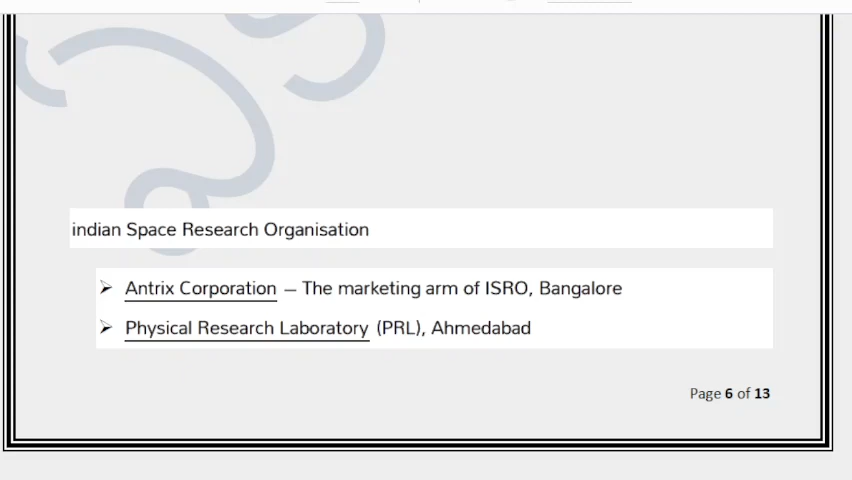 indian Space Research Organisation
➢ Antrix Corporation – The marketing arm of ISRO, Bangalore
➢ Physical Research Laboratory (PRL), Ahmedabad
Page 6 of 13